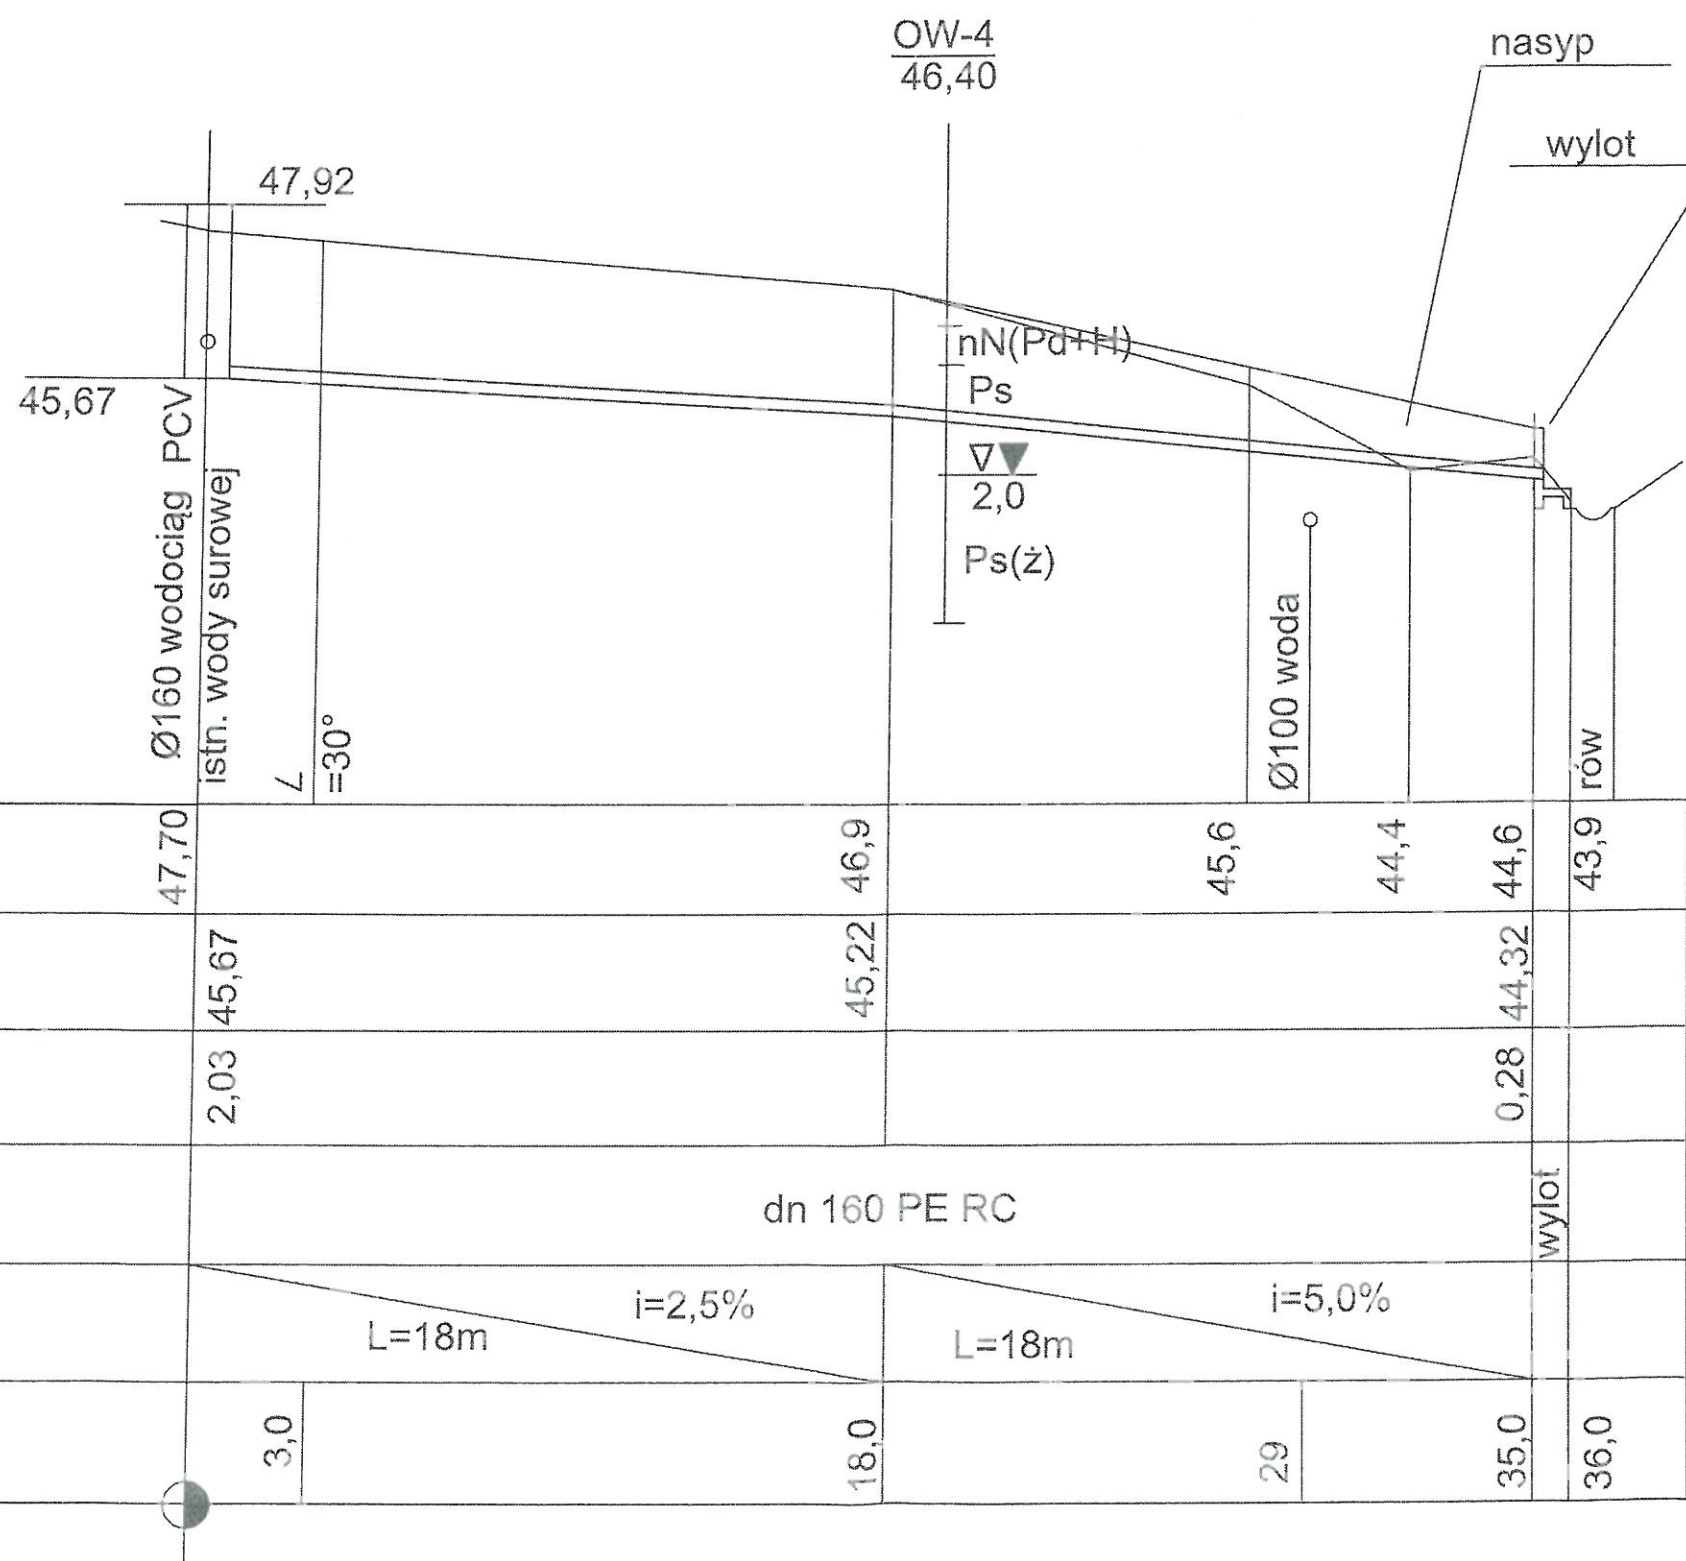 OW-4
46,40
nasyp
wylot
47,92
nN(Pd+H)
Ps
45,67
2,0
Ps(ż)
Ø160 wodociąg PCV
istn. wody surowej
∠
=30°
Ø100 woda
rów
47,70
46,9
45,6
44,4
44,6
43,9
45,67
45,22
44,32
2,03
0,28
dn 160 PE RC
wylot
i=2,5%
L=18m
i=5,0%
L=18m
3,0
18,0
29
35,0
36,0